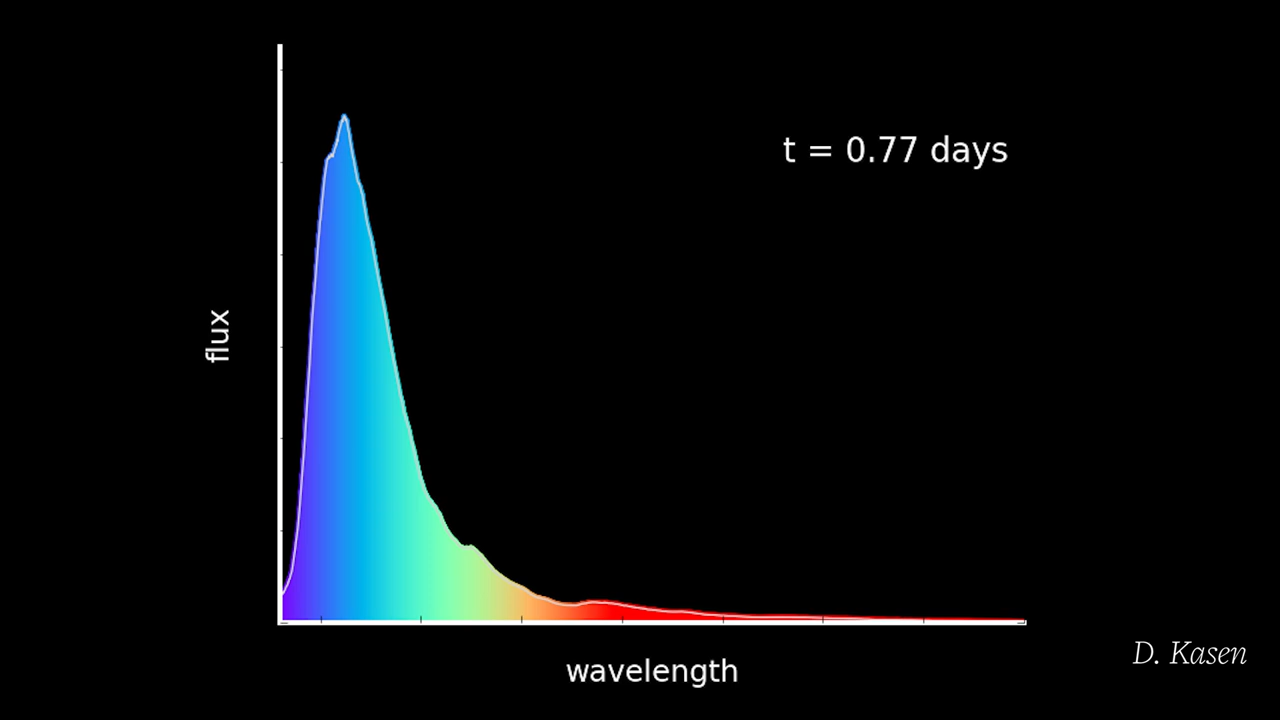 t = 0.77 days
flux
wavelength
D. Kasen